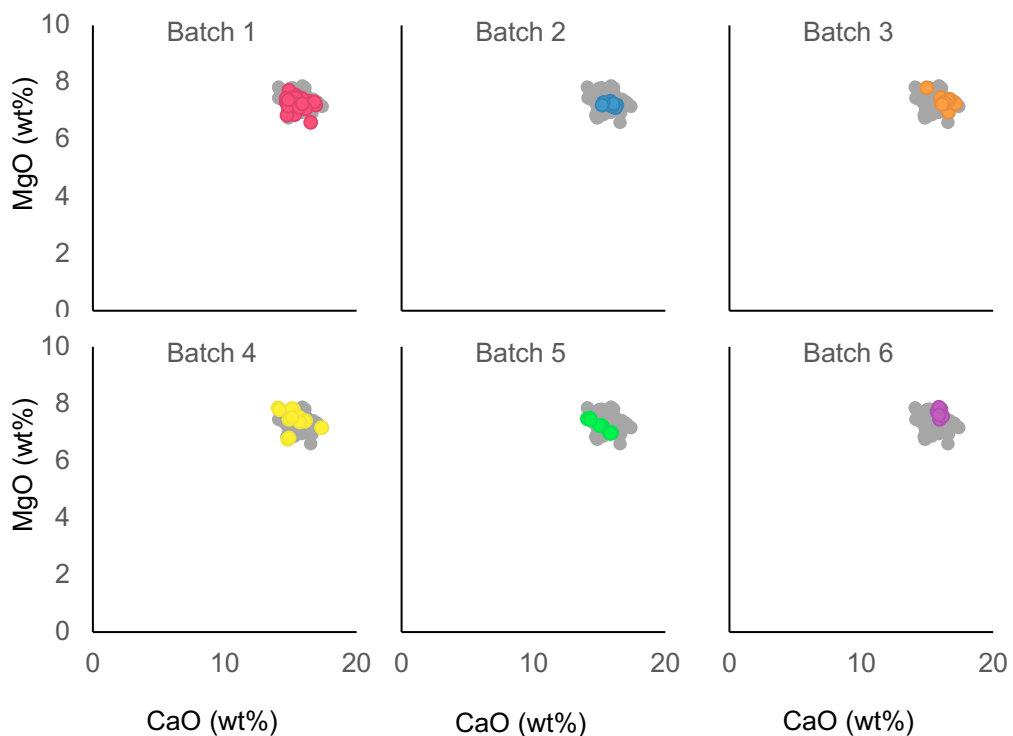 Batch 1
Batch 2
Batch 3
10
8
6
4
2
0
MgO (wt%)
Batch 4
Batch 5
Batch 6
10
8
6
4
2
0
MgO (wt%)
0 10 20
0 10 20
0 10 20
CaO (wt%)
CaO (wt%)
CaO (wt%)